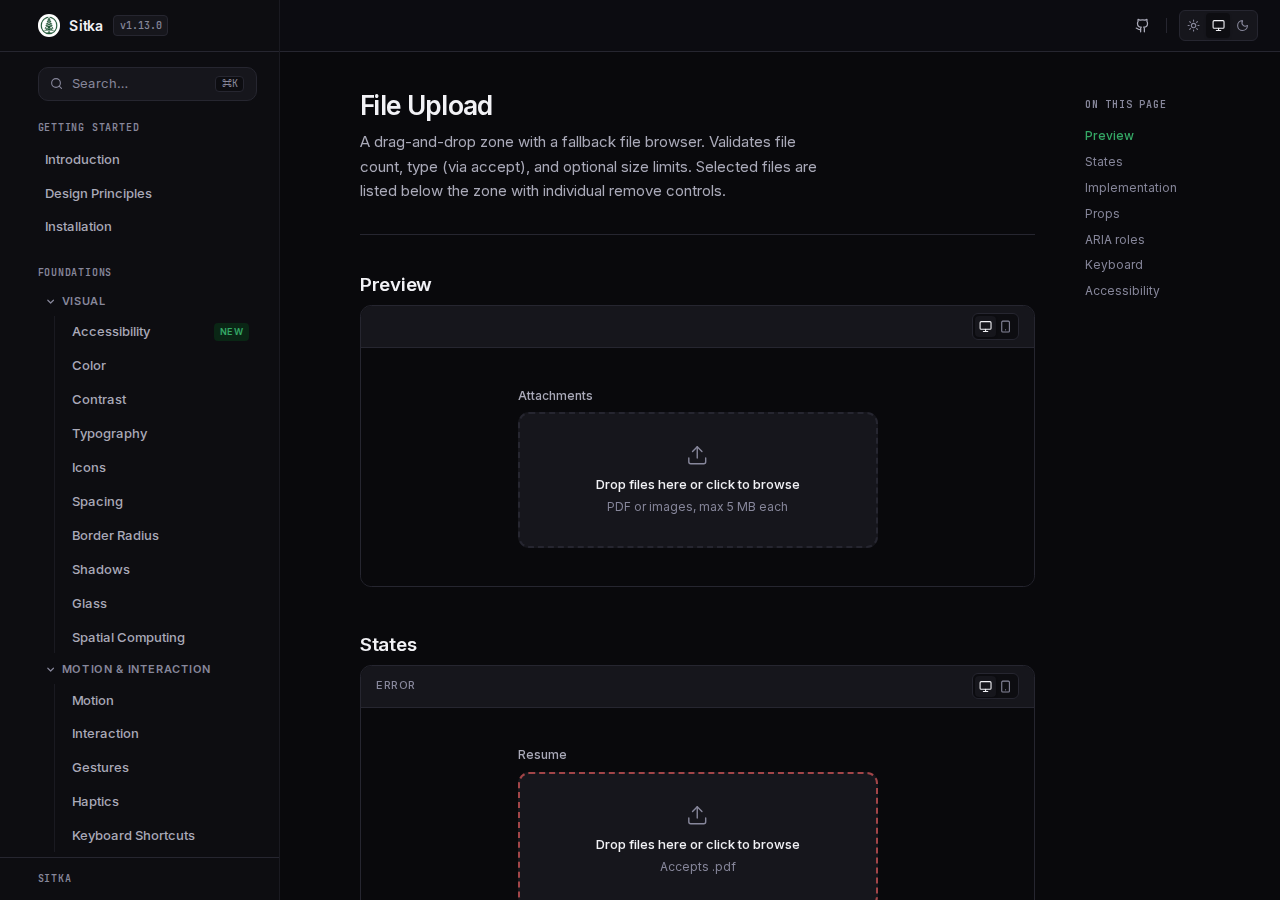 Sitka v1.13.0
Search... ⌘K
GETTING STARTED
Introduction
Design Principles
Installation
FOUNDATIONS
VISUAL
Accessibility NEW
Color
Contrast
Typography
Icons
Spacing
Border Radius
Shadows
Glass
Spatial Computing
MOTION & INTERACTION
Motion
Interaction
Gestures
Haptics
Keyboard Shortcuts
SITKA
File Upload
A drag-and-drop zone with a fallback file browser. Validates file
count, type (via accept), and optional size limits. Selected files are
listed below the zone with individual remove controls.
Preview
Attachments
Drop files here or click to browse
PDF or images, max 5 MB each
States
ERROR
Resume
Drop files here or click to browse
Accepts .pdf
ON THIS PAGE
Preview
States
Implementation
Props
ARIA roles
Keyboard
Accessibility